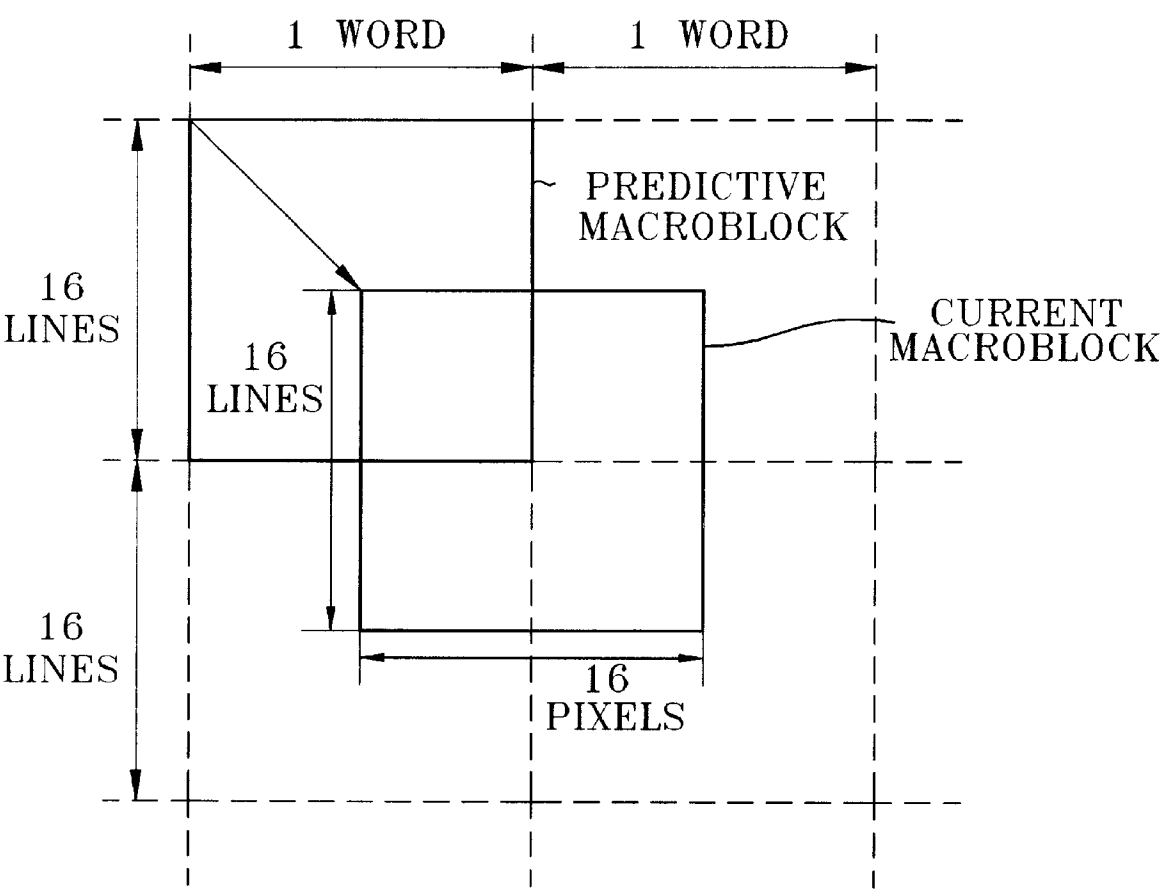 1 WORD
1 WORD
PREDICTIVE
MACROBLOCK
16
LINES
CURRENT
MACROBLOCK
16
LINES
16
LINES
16
PIXELS